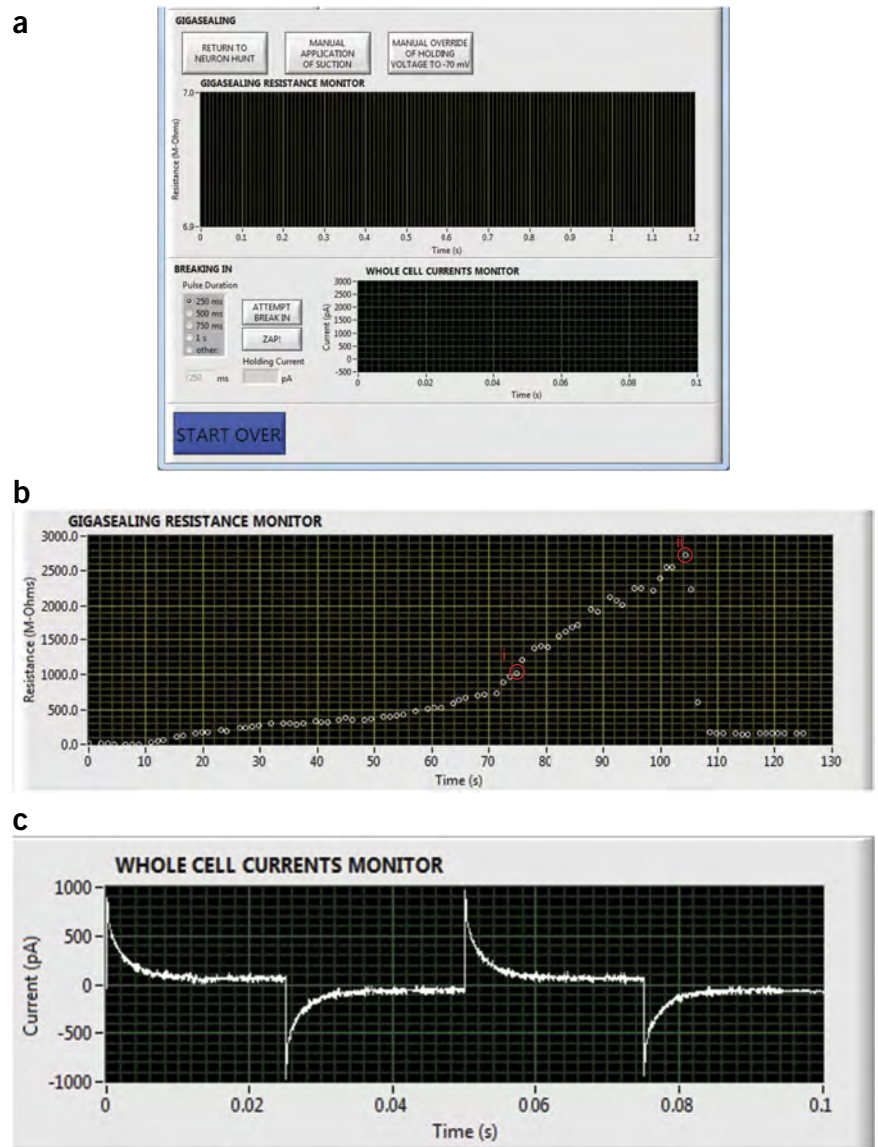 a
GIGASEALING
RETURN TO
NEURON HUNT
MANUAL
APPLICATION
OF SUCTION
MANUAL OVERRIDE
OF HOLDING
VOLTAGE TO -70 mV
GIGASEALING RESISTANCE MONITOR
Resistance (M-Ohms)
7.0
6.9
0 0.1 0.2 0.3 0.4 0.5 0.6 0.7 0.8 0.9 1 1.1 1.2
Time (s)
BREAKING IN
Pulse Duration
250 ms
500 ms
750 ms
1 s
other:
250 ms
ATTEMPT
BREAK IN
ZAP!
Holding Current
pA
WHOLE CELL CURRENTS MONITOR
Current (pA)
3000
2500
2000
1500
1000
500
0
-500
0 0.02 0.04 0.06 0.08 0.1
Time (s)
START OVER
b
GIGASEALING RESISTANCE MONITOR
Resistance (M-Ohms)
3000.0
2500.0
2000.0
1500.0
1000.0
500.0
0.0
i
ii
0 10 20 30 40 50 60 70 80 90 100 110 120 130
Time (s)
c
WHOLE CELL CURRENTS MONITOR
Current (pA)
1000
500
0
-500
-1000
0 0.02 0.04 0.06 0.08 0.1
Time (s)